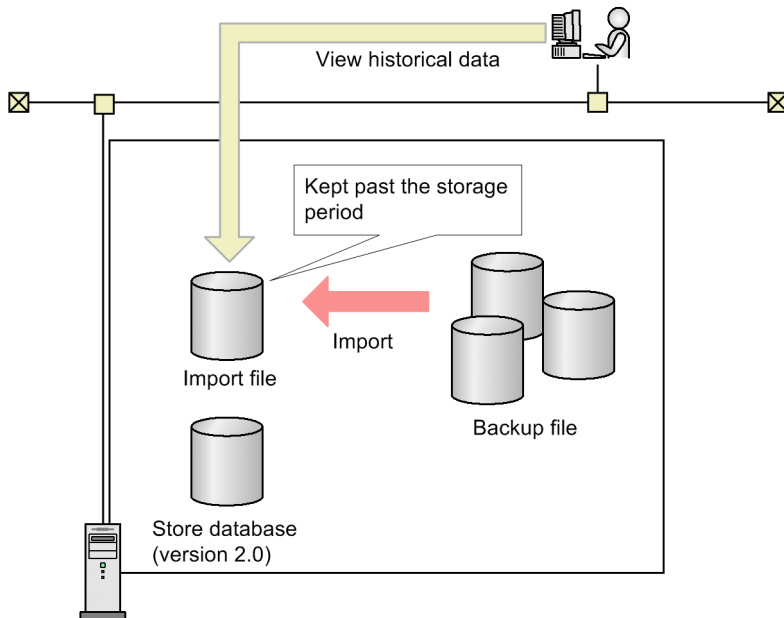 View historical data
Kept past the storage
period
Import
Import file
Backup file
Store database
(version 2.0)